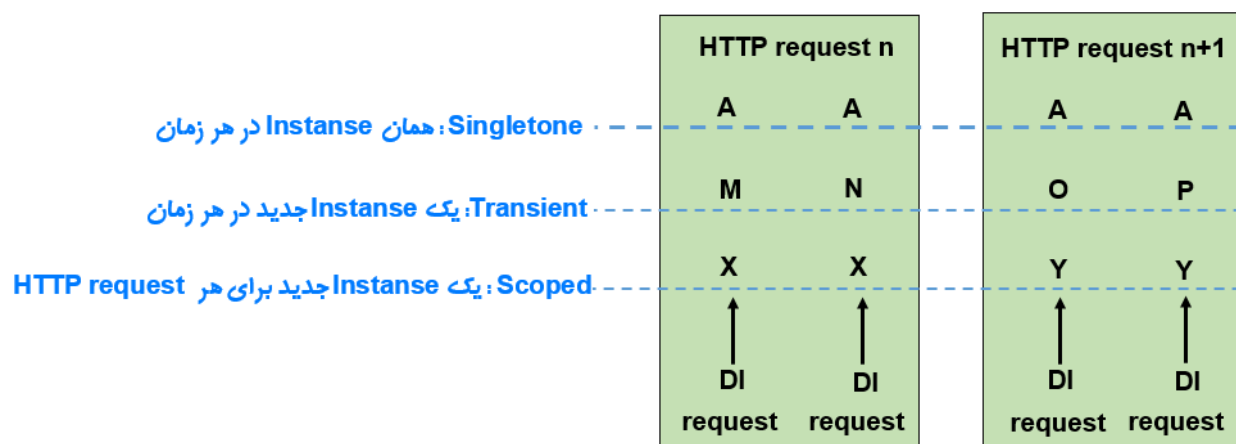 HTTP request n
HTTP request n+1
Singletone: همان Instanse در هر زمان
A A A A
Transient: یک Instanse جدید در هر زمان
M N O P
Scoped: یک Instanse جدید برای هر HTTP request
X X Y Y
DI DI DI DI
request request request request